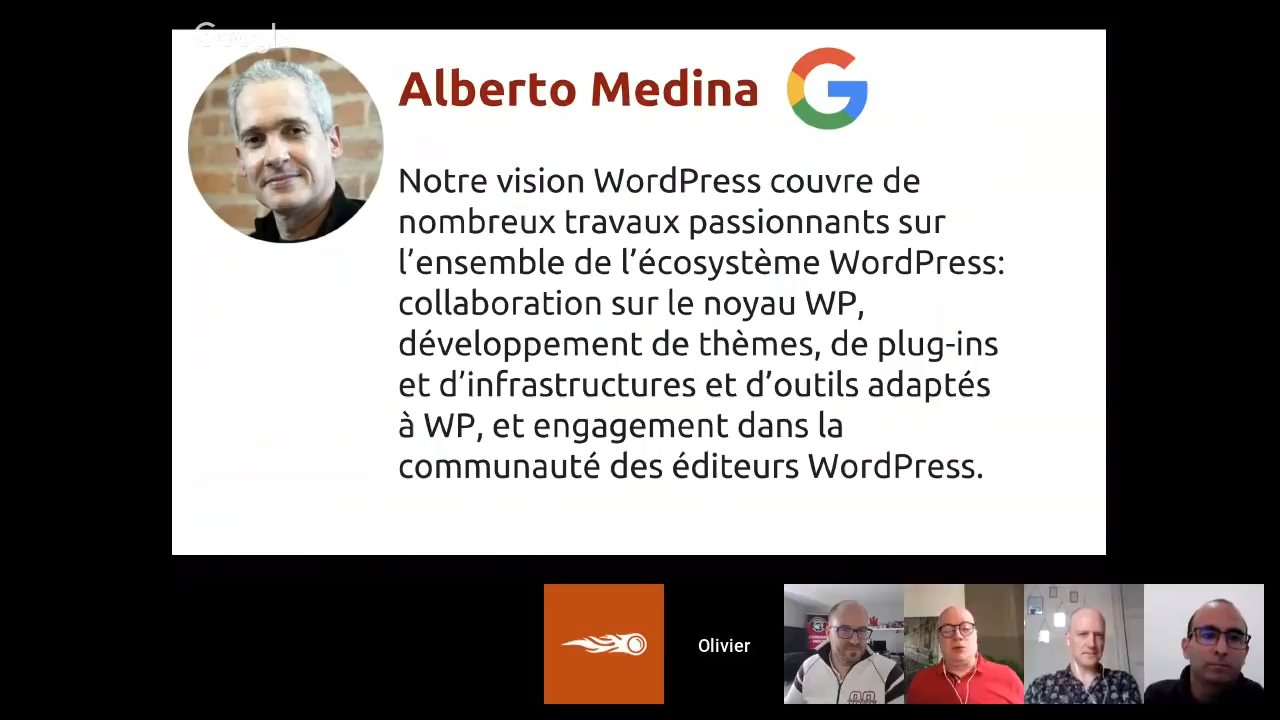 Google
Alberto Medina
Notre vision WordPress couvre de
nombreux travaux passionnants sur
l’ensemble de l’écosystème WordPress:
collaboration sur le noyau WP,
développement de thèmes, de plug-ins
et d’infrastructures et d’outils adaptés
à WP, et engagement dans la
communauté des éditeurs WordPress.
Olivier